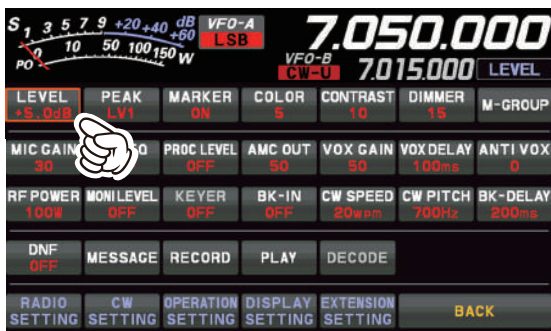 S 1 3 5 7 9 +20 +40 +60 dB VFO-A 7.050.000
LSB
PO 0 10 50 100 150 W VFO-B
CW-U 7.015.000 LEVEL
LEVEL PEAK MARKER COLOR CONTRAST DIMMER M-GROUP
+5.0dB LV1 ON 5 10 15
MIC GAIN PROC LEVEL AMC OUT VOX GAIN VOX DELAY ANTI VOX
30 OFF 50 50 100ms 0
RF POWER MONI LEVEL KEYER BK-IN CW SPEED CW PITCH BK-DELAY
100W OFF OFF OFF 20wpm 700Hz 200ms
DNF MESSAGE RECORD PLAY DECODE
OFF
RADIO CW OPERATION DISPLAY EXTENSION BACK
SETTING SETTING SETTING SETTING SETTING